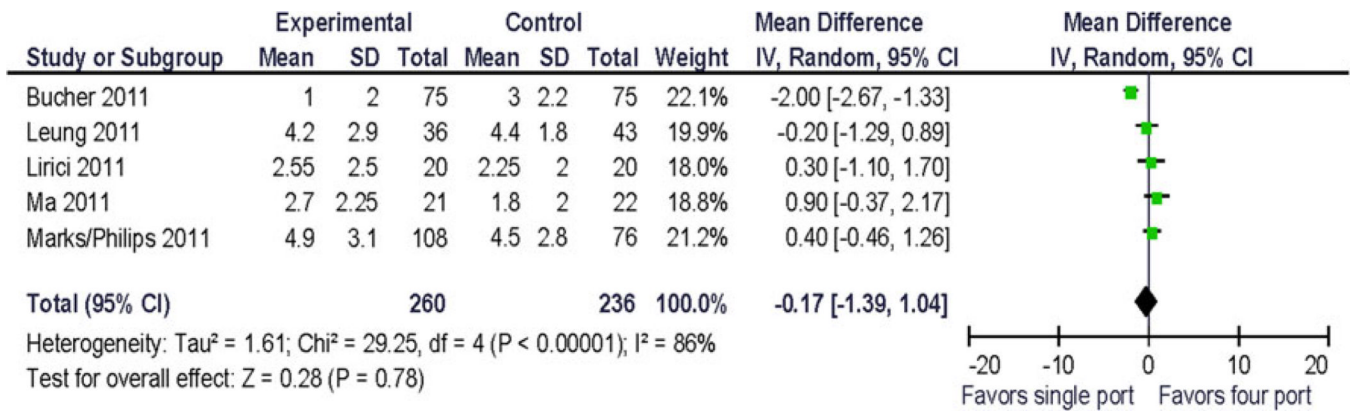 Experimental Control Mean Difference Mean Difference
Study or Subgroup Mean SD Total Mean SD Total Weight IV, Random, 95% CI IV, Random, 95% CI
Bucher 2011 1 2 75 3 2.2 75 22.1% -2.00 [-2.67, -1.33]
Leung 2011 4.2 2.9 36 4.4 1.8 43 19.9% -0.20 [-1.29, 0.89]
Lirici 2011 2.55 2.5 20 2.25 2 20 18.0% 0.30 [-1.10, 1.70]
Ma 2011 2.7 2.25 21 1.8 2 22 18.8% 0.90 [-0.37, 2.17]
Marks/Philips 2011 4.9 3.1 108 4.5 2.8 76 21.2% 0.40 [-0.46, 1.26]
Total (95% CI) 260 236 100.0% -0.17 [-1.39, 1.04]
Heterogeneity: Tau² = 1.61; Chi² = 29.25, df = 4 (P < 0.00001); I² = 86%
Test for overall effect: Z = 0.28 (P = 0.78)
-20 -10 0 10 20
Favors single port Favors four port